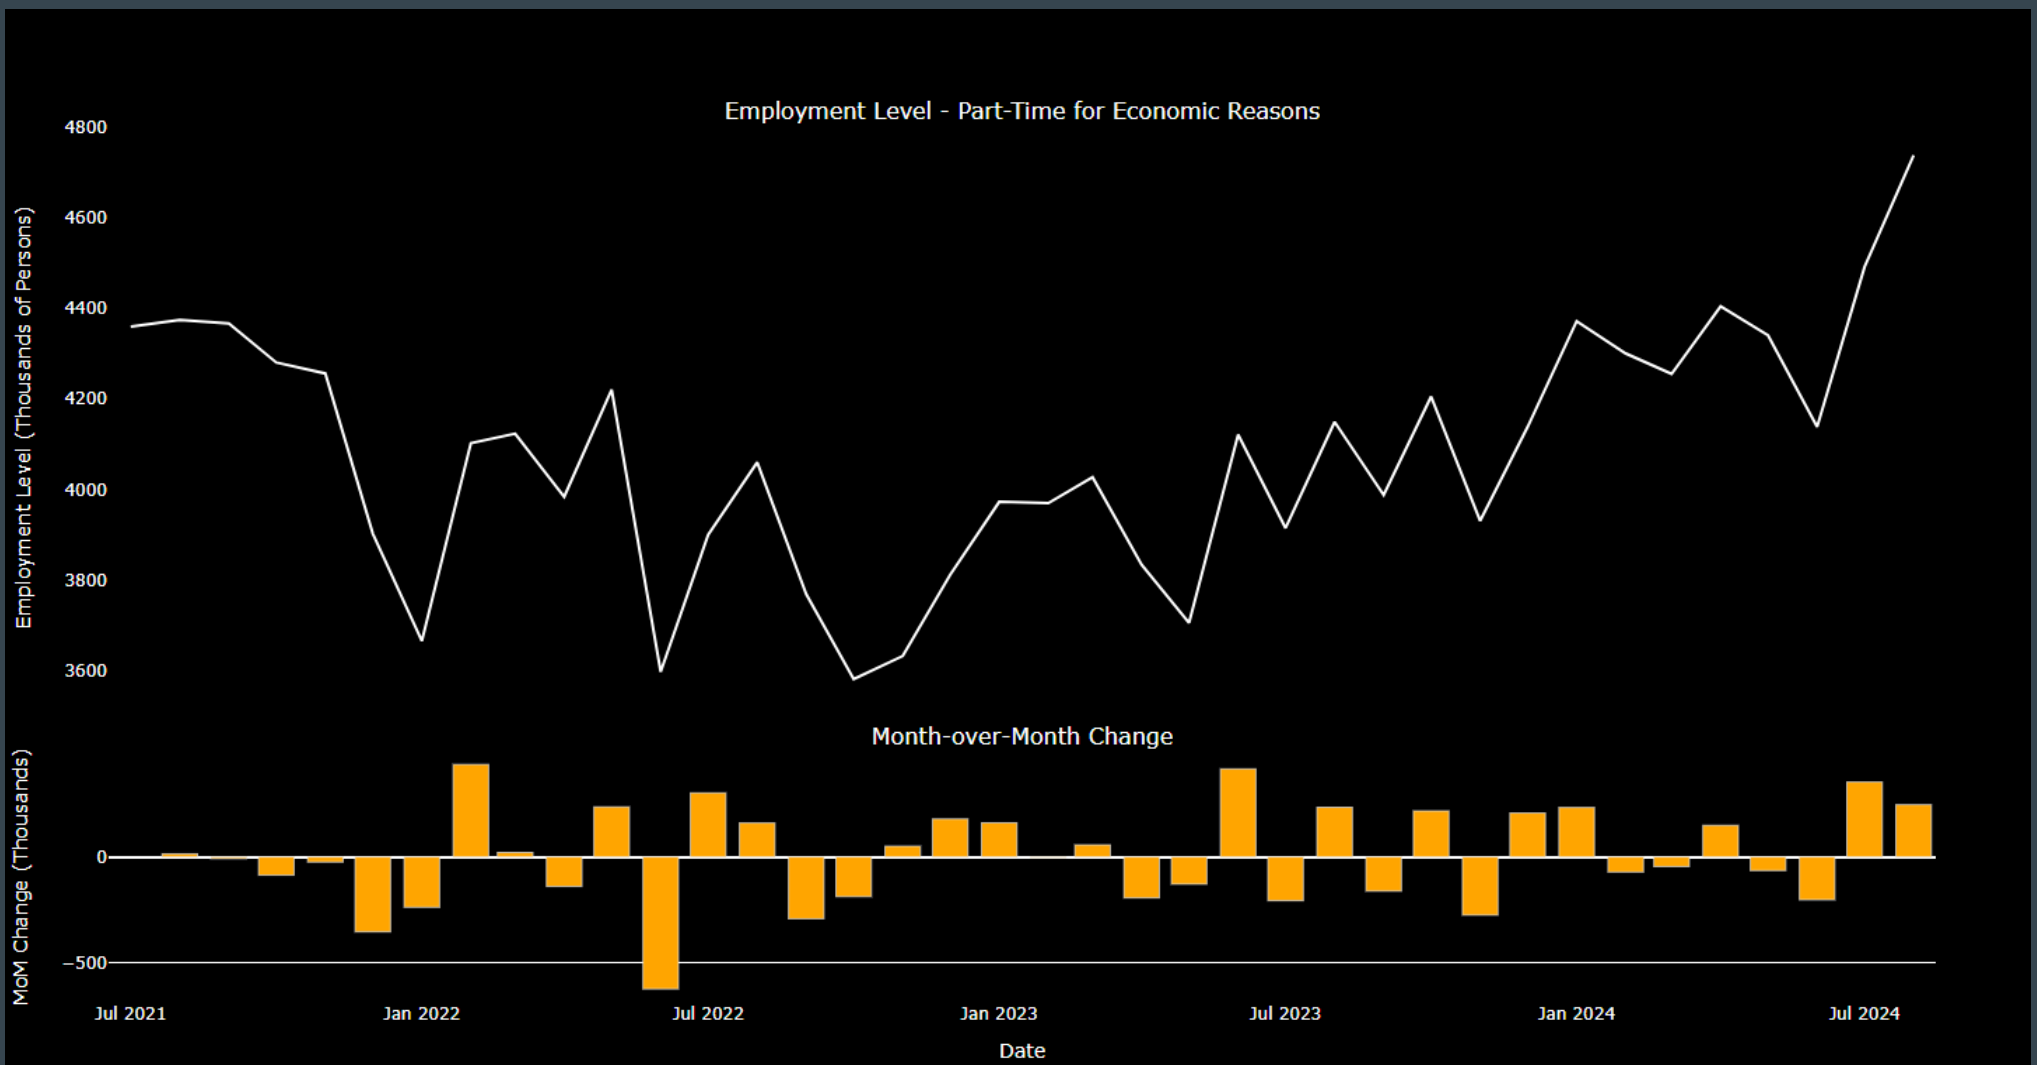 Employment Level - Part-Time for Economic Reasons
Employment Level (Thousands of Persons)
4800
4600
4400
4200
4000
3800
3600
Month-over-Month Change
MoM Change (Thousands)
0
−500
Jul 2021 Jan 2022 Jul 2022 Jan 2023 Jul 2023 Jan 2024 Jul 2024
Date